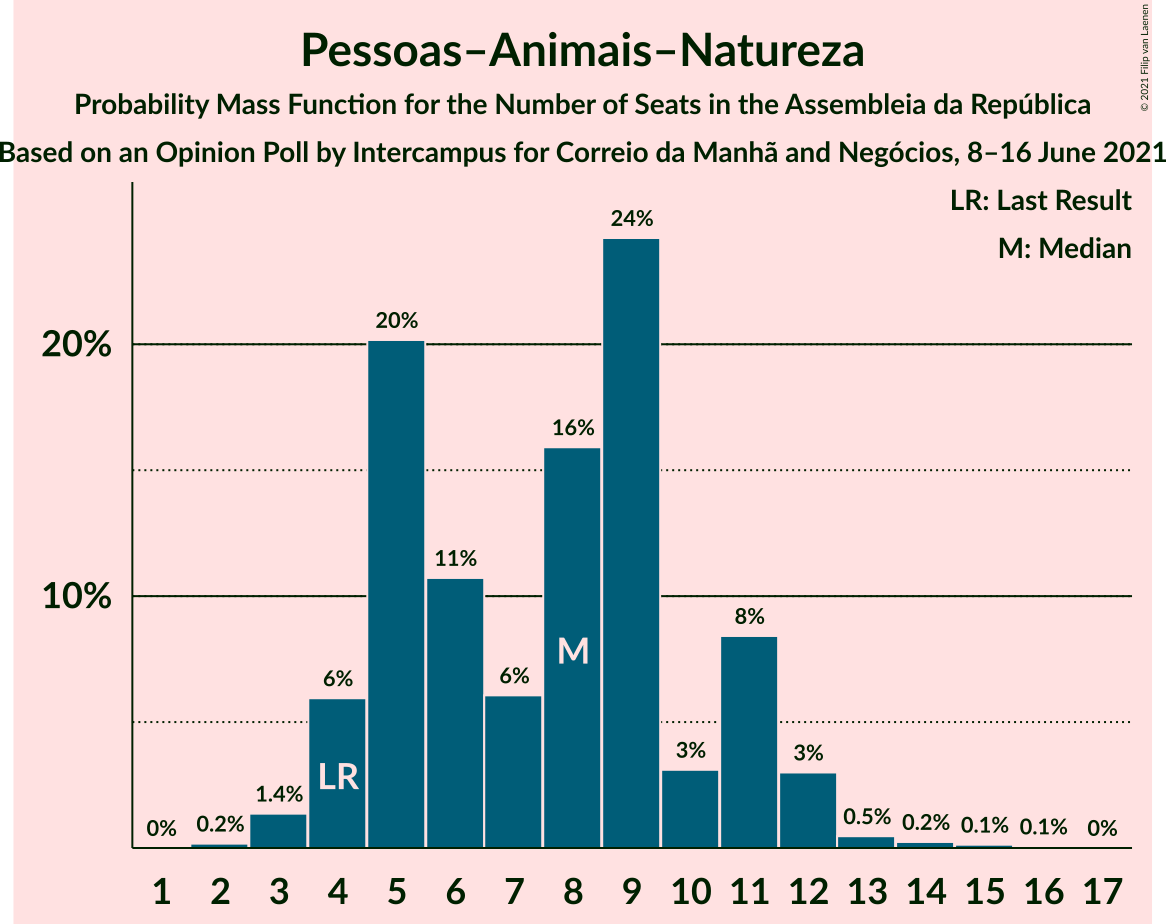 Pessoas–Animais–Natureza
Probability Mass Function for the Number of Seats in the Assembleia da República
Based on an Opinion Poll by Intercampus for Correio da Manhã and Negócios, 8–16 June 2021
© 2021 Filip van Laenen
LR: Last Result
M: Median
20%
10%
0%
0.2%
1.4%
6%
20%
11%
6%
16%
24%
3%
8%
3%
0.5%
0.2%
0.1%
0.1%
0%
LR
M
1 2 3 4 5 6 7 8 9 10 11 12 13 14 15 16 17